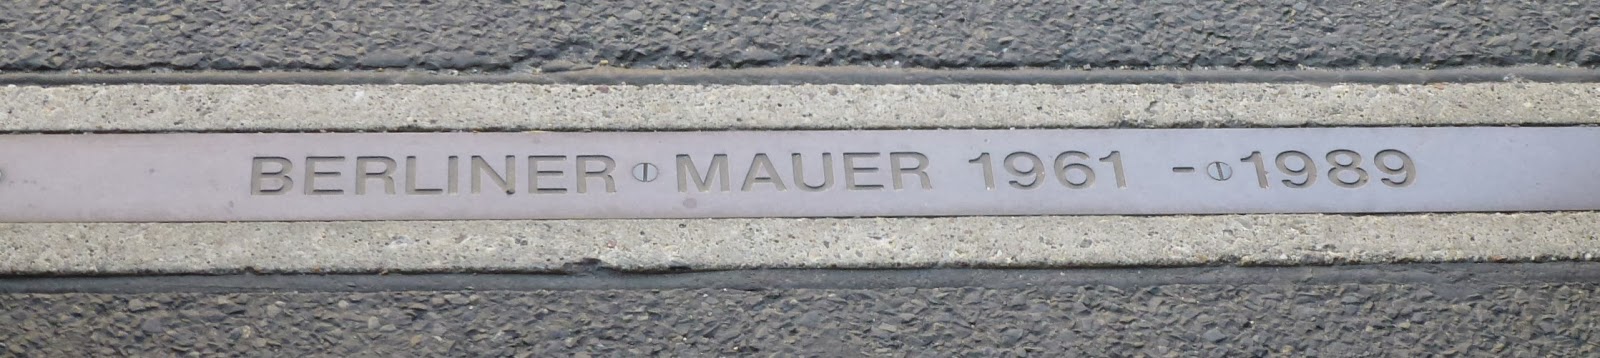 BERLINER MAUER 1961 - 1989